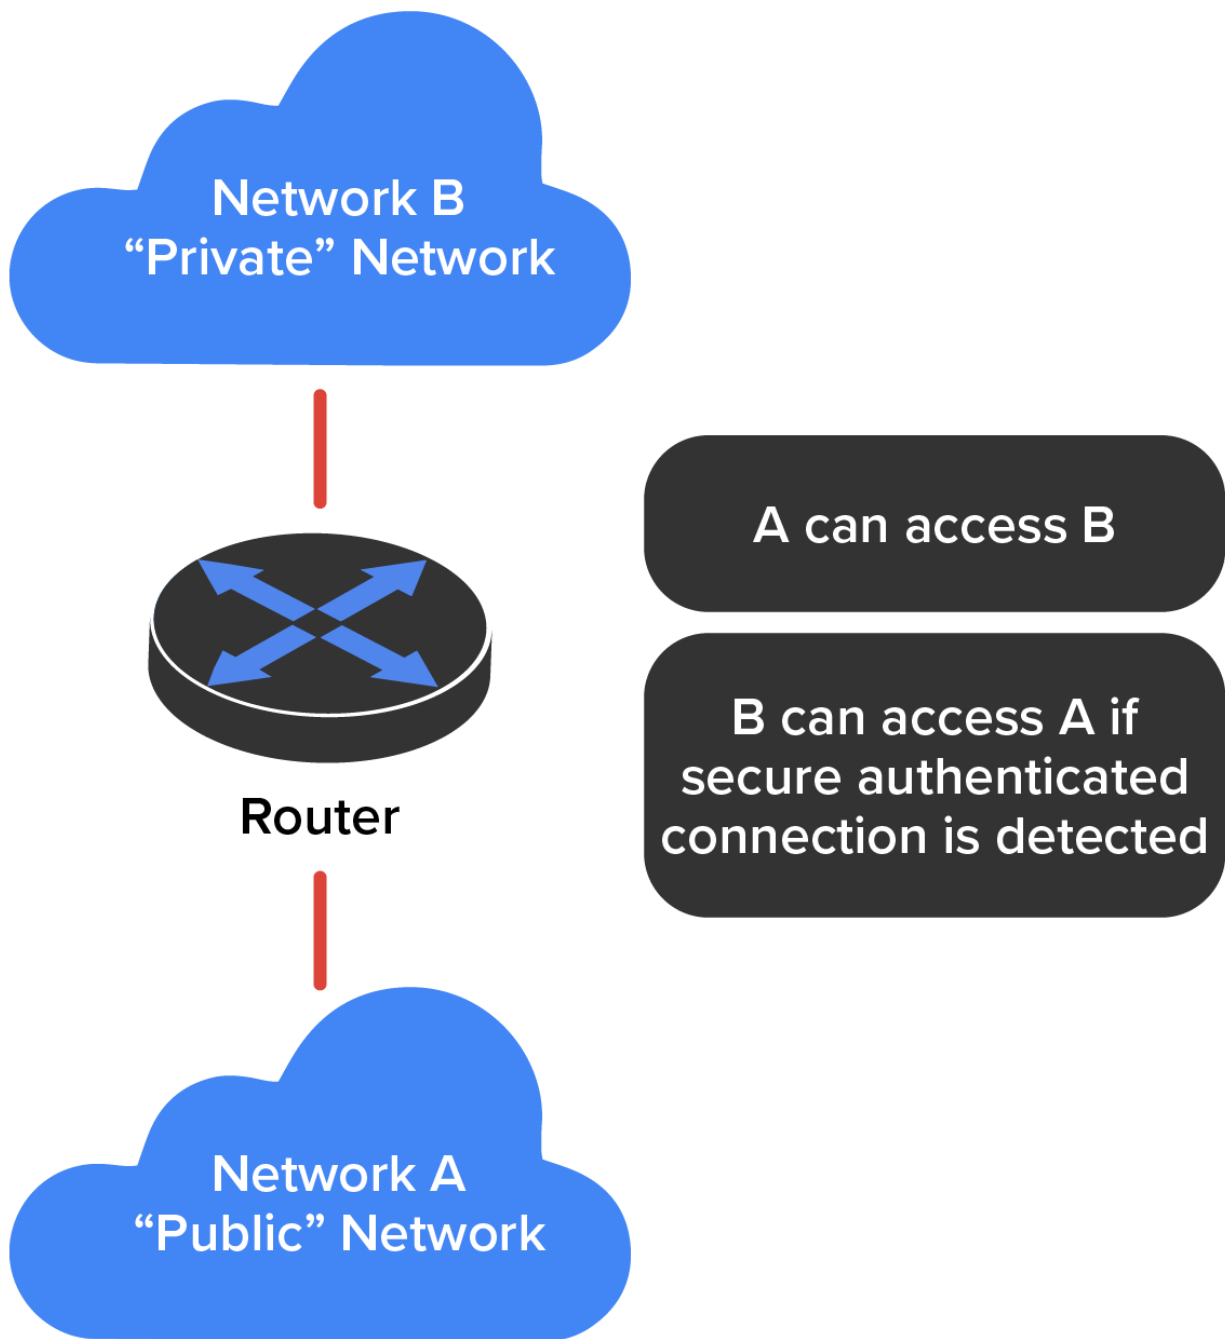 Network B
“Private” Network
A can access B
B can access A if
secure authenticated
connection is detected
Router
Network A
“Public” Network